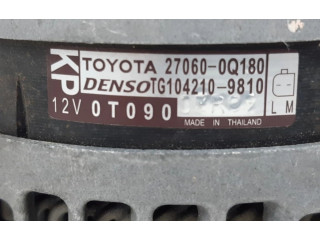 KP
TOYOTA 27060-0Q180
DENSO TG104210-9810
12V 0T090
L M
MADE IN THAILAND